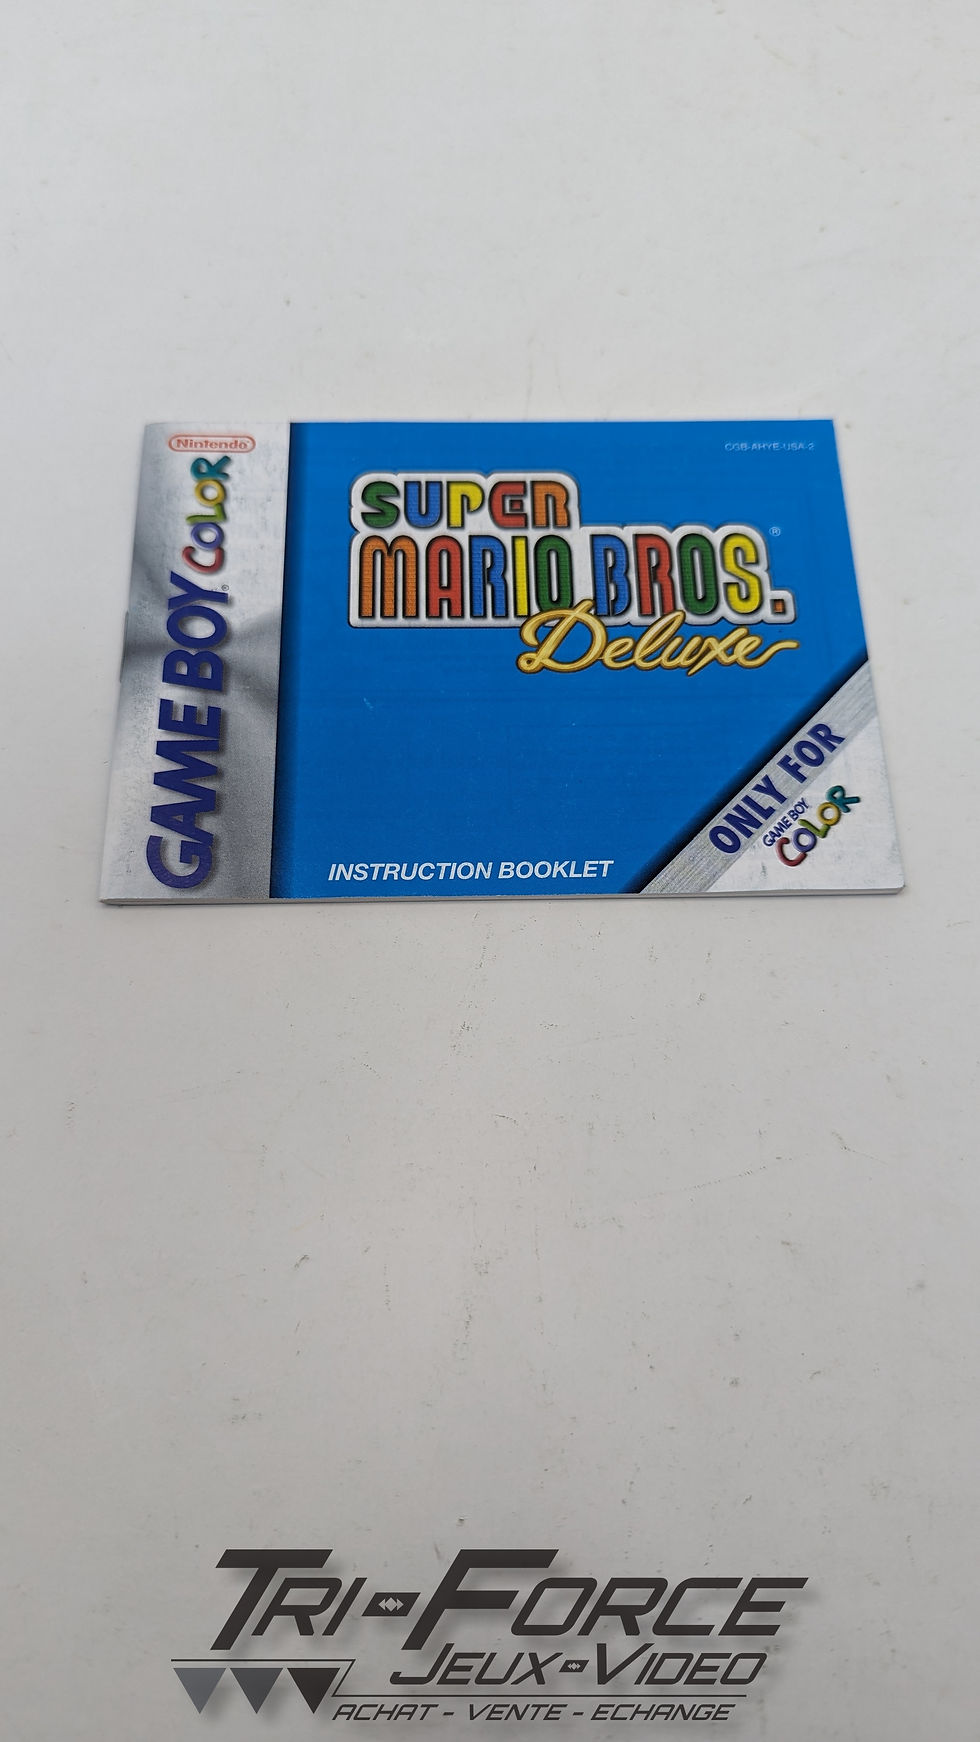 Nintendo
GAME BOY COLOR
CGB-AHYE-USA-2
SUPER
MARIO BROS.®
Deluxe
ONLY FOR
GAME BOY
COLOR
INSTRUCTION BOOKLET
TRI-FORCE
JEUX-VIDEO
ACHAT - VENTE - ECHANGE